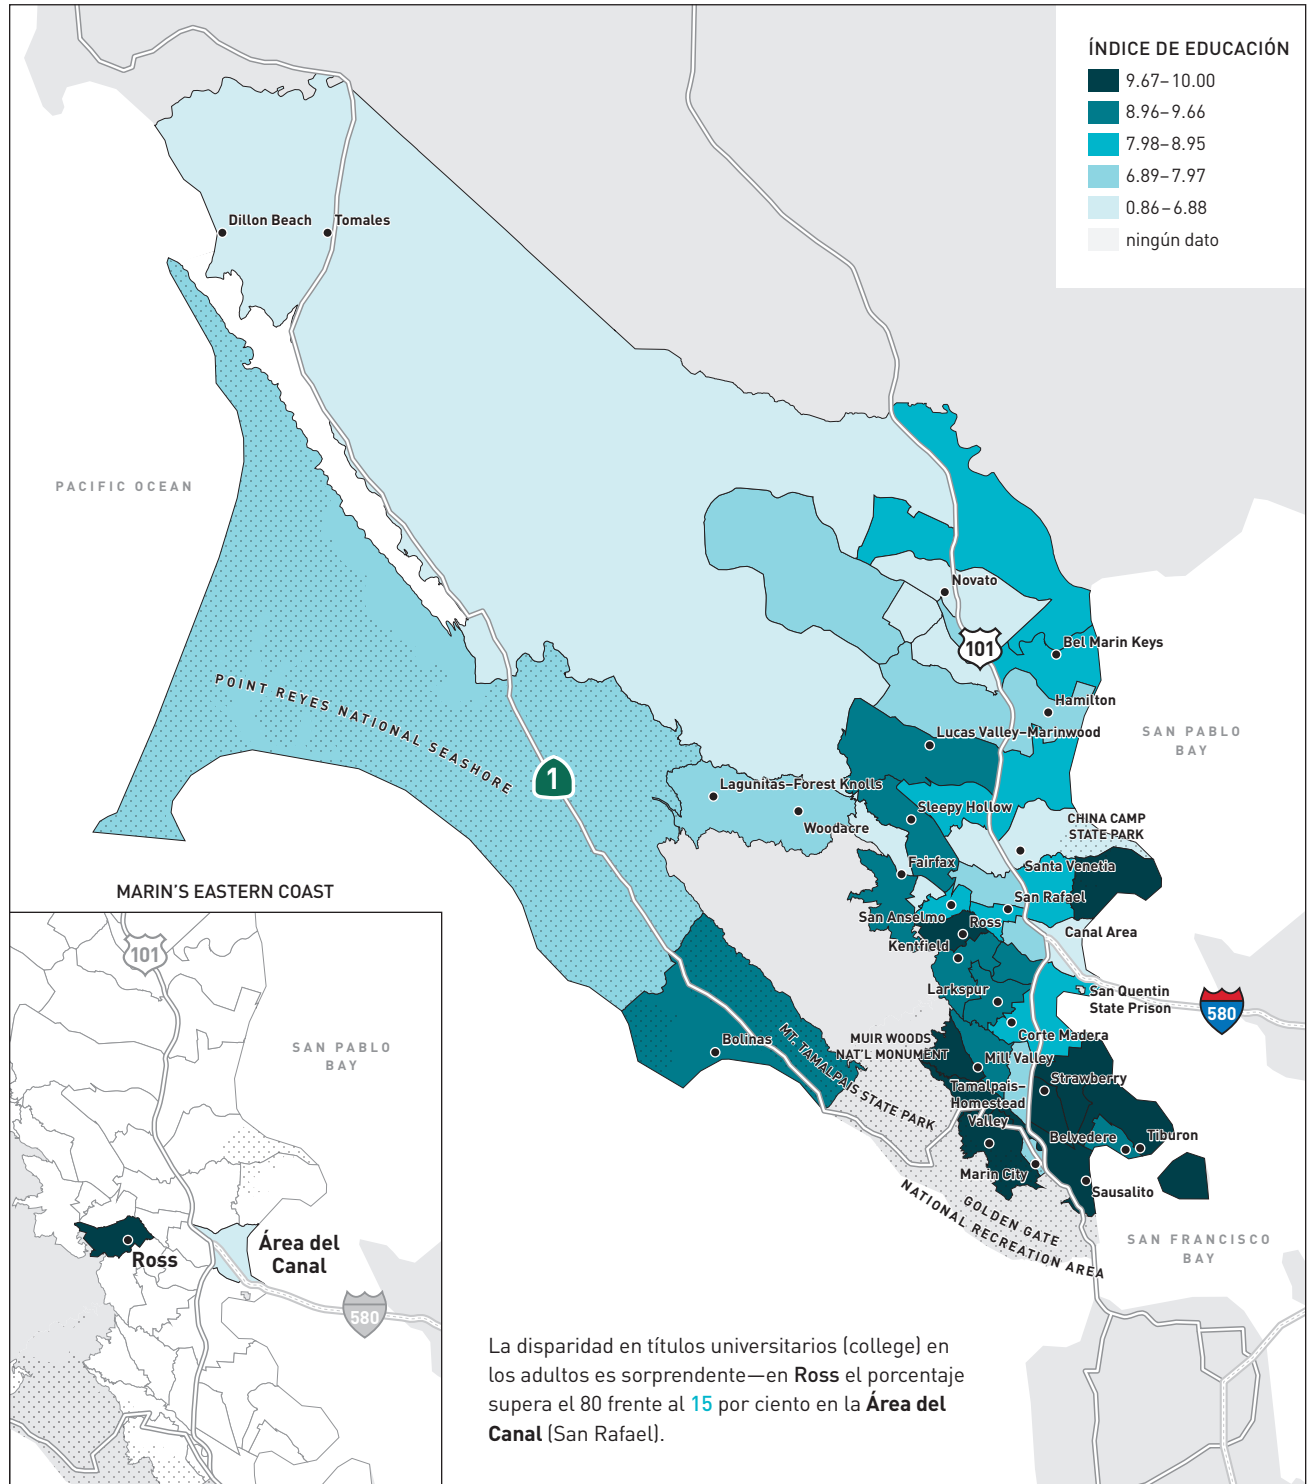 ÍNDICE DE EDUCACIÓN
9.67–10.00
8.96–9.66
7.98–8.95
6.89–7.97
0.86–6.88
ningún dato
Dillon Beach
Tomales
PACIFIC OCEAN
Novato
101
Bel Marin Keys
POINT REYES NATIONAL SEASHORE
Hamilton
Lucas Valley–Marinwood
SAN PABLO
BAY
1
Lagunitas–Forest Knolls
Woodacre
Sleepy Hollow
CHINA CAMP
STATE PARK
Fairfax
Santa Venetia
San Rafael
San Anselmo
Ross
Canal Area
Kentfield
Larkspur
San Quentin
State Prison
580
Corte Madera
Bolinas
MT. TAMALPAIS STATE PARK
MUIR WOODS
NAT'L MONUMENT
Mill Valley
Tamalpais–
Homestead
Valley
Strawberry
Belvedere
Tiburon
Marin City
Sausalito
GOLDEN GATE
NATIONAL RECREATION AREA
SAN FRANCISCO
BAY
MARIN'S EASTERN COAST
101
SAN PABLO
BAY
Ross
Área del
Canal
580
La disparidad en títulos universitarios (college) en
los adultos es sorprendente—en Ross el porcentaje
supera el 80 frente al 15 por ciento en la Área del
Canal (San Rafael).